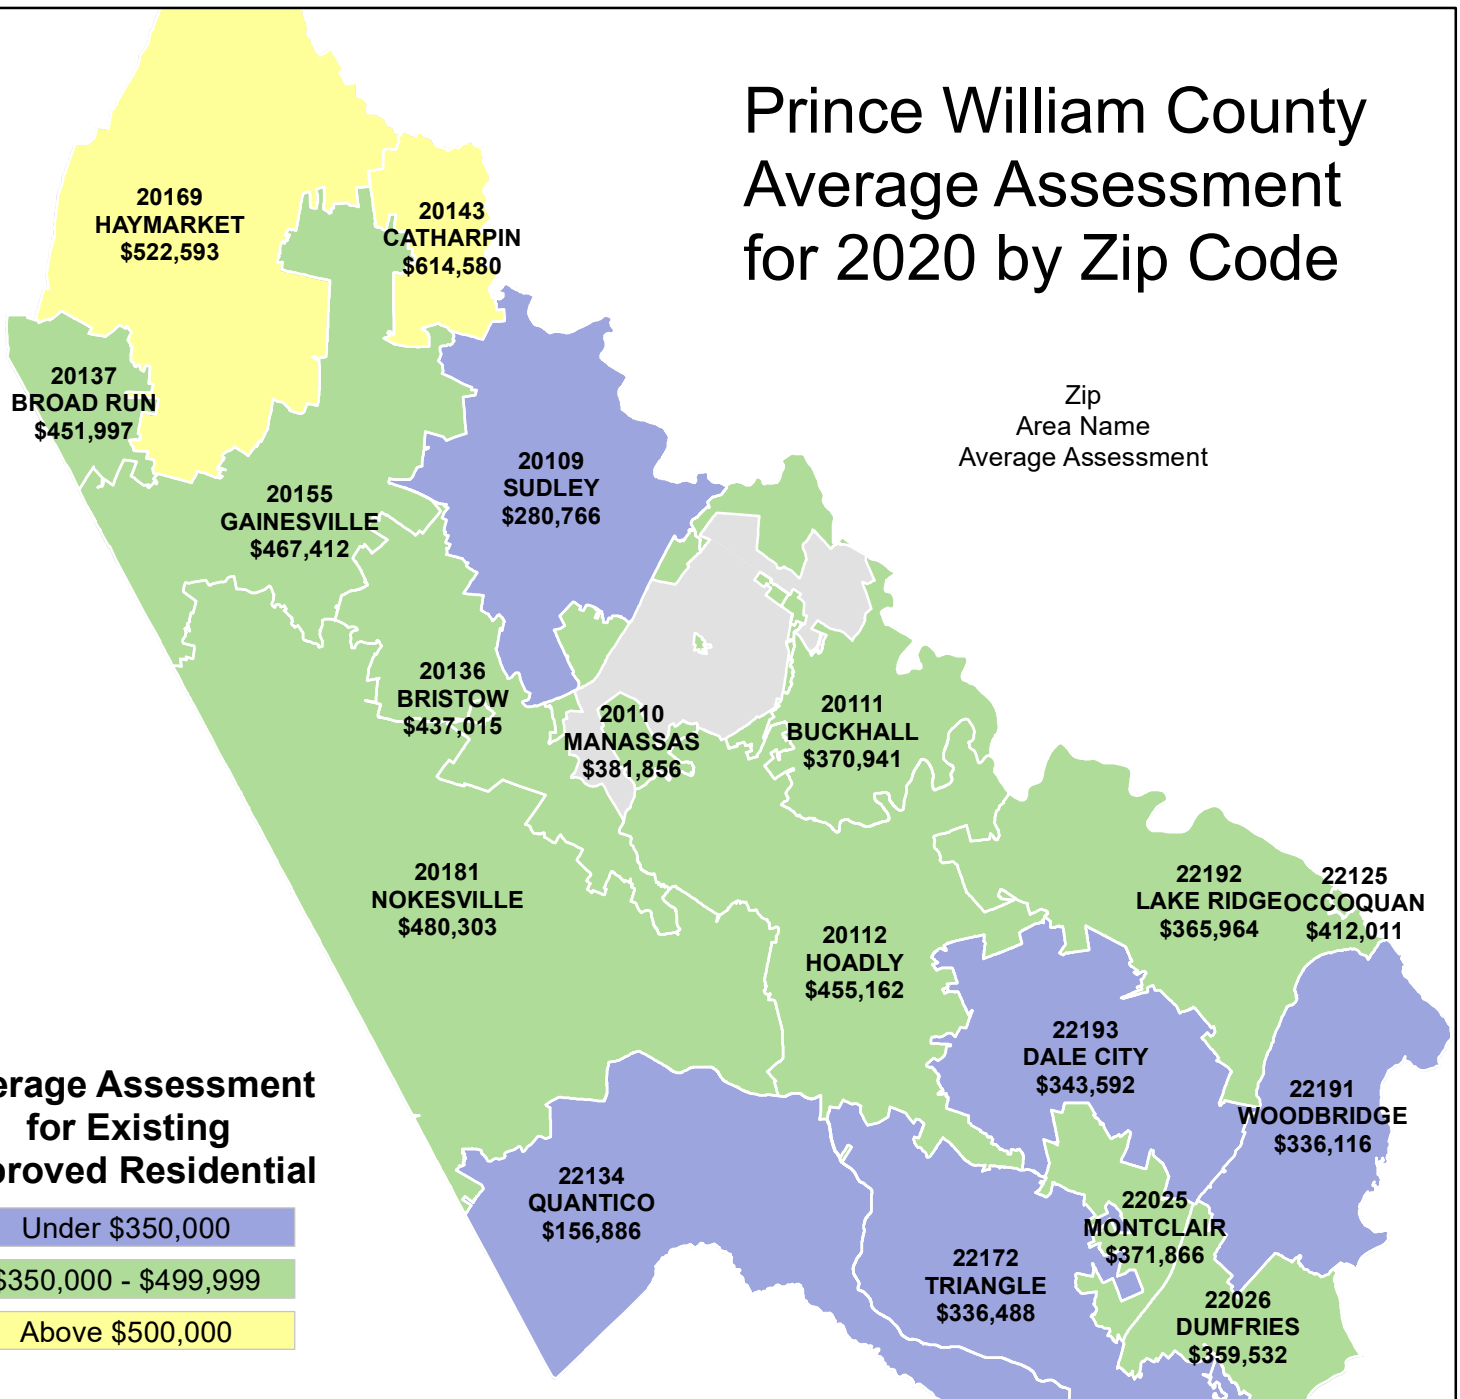 Prince William County
Average Assessment
for 2020 by Zip Code
Zip
Area Name
Average Assessment
20169
HAYMARKET
$522,593
20143
CATHARPIN
$614,580
20137
BROAD RUN
$451,997
20155
GAINESVILLE
$467,412
20109
SUDLEY
$280,766
20136
BRISTOW
$437,015
20110
MANASSAS
$381,856
20111
BUCKHALL
$370,941
20181
NOKESVILLE
$480,303
20112
HOADLY
$455,162
22192
LAKE RIDGE
$365,964
22125
OCCOQUAN
$412,011
22193
DALE CITY
$343,592
22191
WOODBRIDGE
$336,116
22134
QUANTICO
$156,886
22172
TRIANGLE
$336,488
22025
MONTCLAIR
$371,866
22026
DUMFRIES
$359,532
erage Assessment
for Existing
proved Residential
Under $350,000
$350,000 - $499,999
Above $500,000